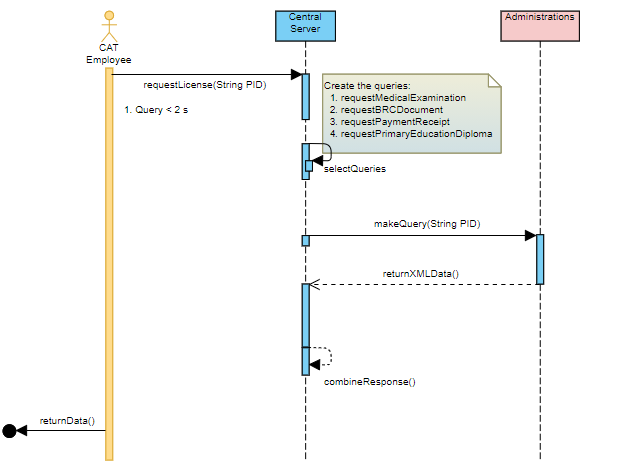 CAT
Employee
Central
Server
Administrations
requestLicense(String PID)
1. Query < 2 s
Create the queries:
1. requestMedicalExamination
2. requestBRCDocument
3. requestPaymentReceipt
4. requestPrimaryEducationDiploma
selectQueries
makeQuery(String PID)
returnXMLData()
combineResponse()
returnData()